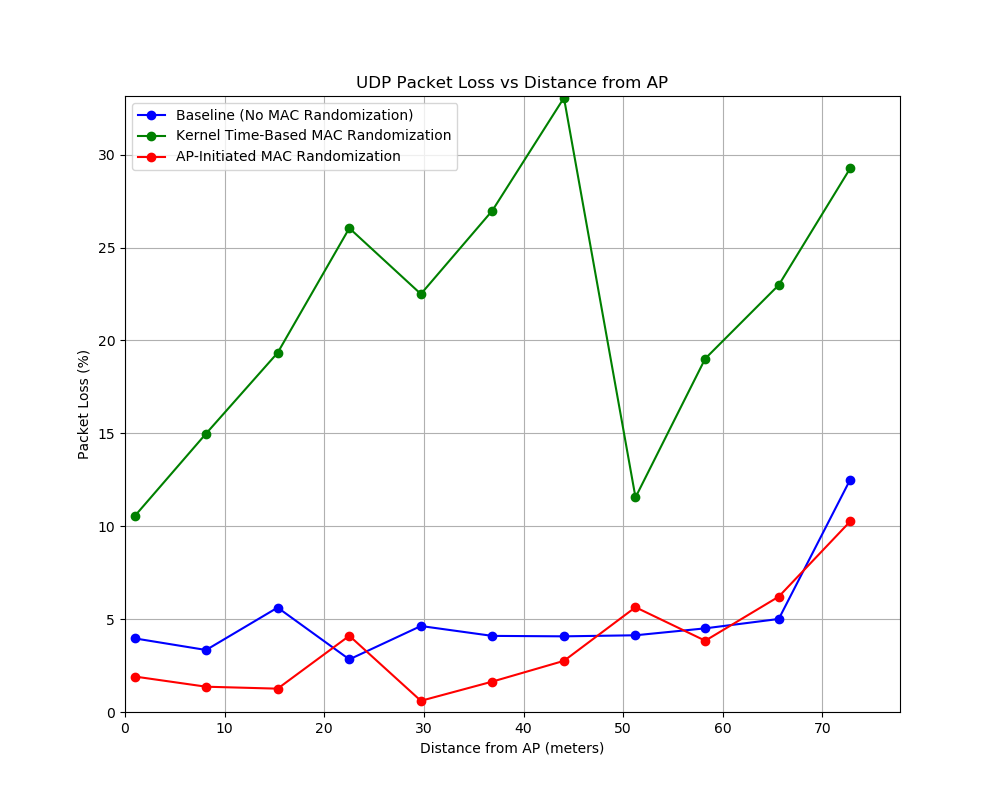 UDP Packet Loss vs Distance from AP
Baseline (No MAC Randomization)
Kernel Time-Based MAC Randomization
AP-Initiated MAC Randomization
Packet Loss (%)
30
25
20
15
10
5
0
0 10 20 30 40 50 60 70
Distance from AP (meters)